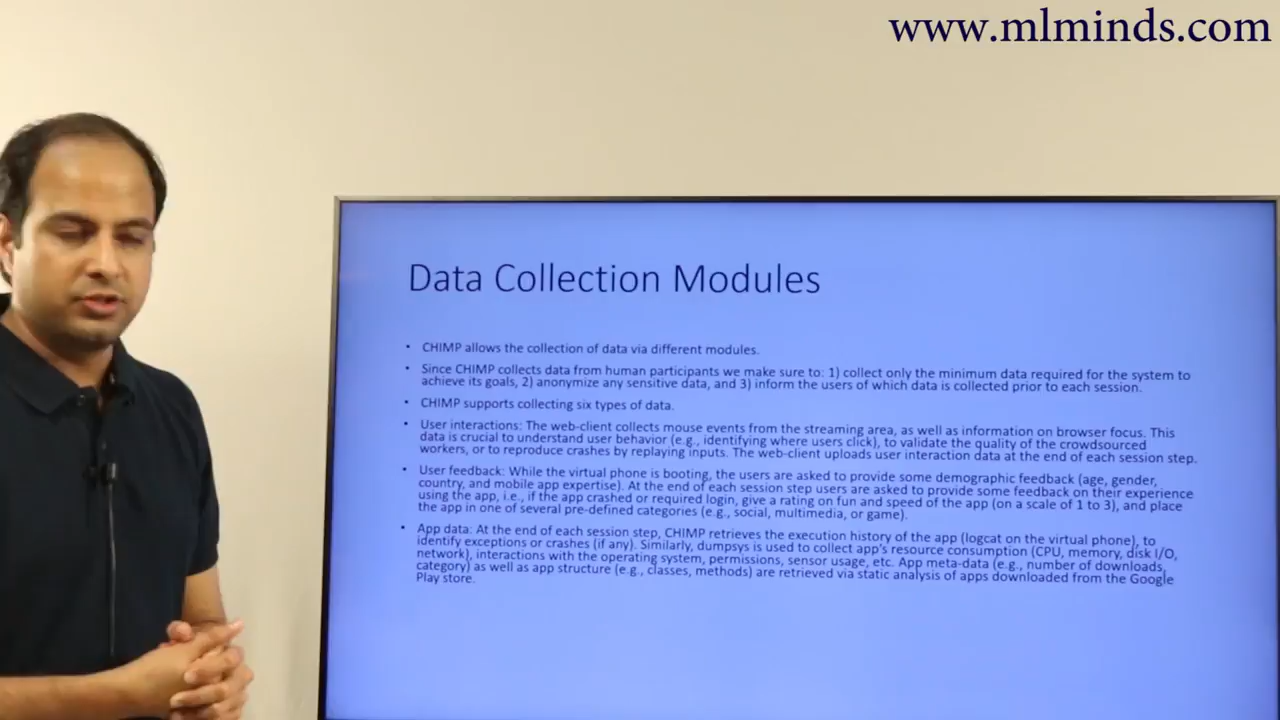 www.mlminds.com
Data Collection Modules
• CHIMP allows the collection of data via different modules.
• Since CHIMP collects data from human participants we make sure to: 1) collect only the minimum data required for the system to
achieve its goals, 2) anonymize any sensitive data, and 3) inform the users of which data is collected prior to each session.
• CHIMP supports collecting six types of data.
• User interactions: The web-client collects mouse events from the streaming area, as well as information on browser focus. This
data is crucial to understand user behavior (e.g., identifying where users click), to validate the quality of the crowdsourced
workers, or to reproduce crashes by replaying inputs. The web-client uploads user interaction data at the end of each session step.
• User feedback: While the virtual phone is booting, the users are asked to provide some demographic feedback (age, gender,
country, and mobile app expertise). At the end of each session step users are asked to provide some feedback on their experience
using the app, i.e., if the app crashed or required login, give a rating on fun and speed of the app (on a scale of 1 to 3), and place
the app in one of several pre-defined categories (e.g., social, multimedia, or game).
• App data: At the end of each session step, CHIMP retrieves the execution history of the app (logcat on the virtual phone), to
identify exceptions or crashes (if any). Similarly, dumpsys is used to collect app's resource consumption (CPU, memory, disk I/O,
network), interactions with the operating system, permissions, sensor usage, etc. App meta-data (e.g., number of downloads,
category) as well as app structure (e.g., classes, methods) are retrieved via static analysis of apps downloaded from the Google
Play store.